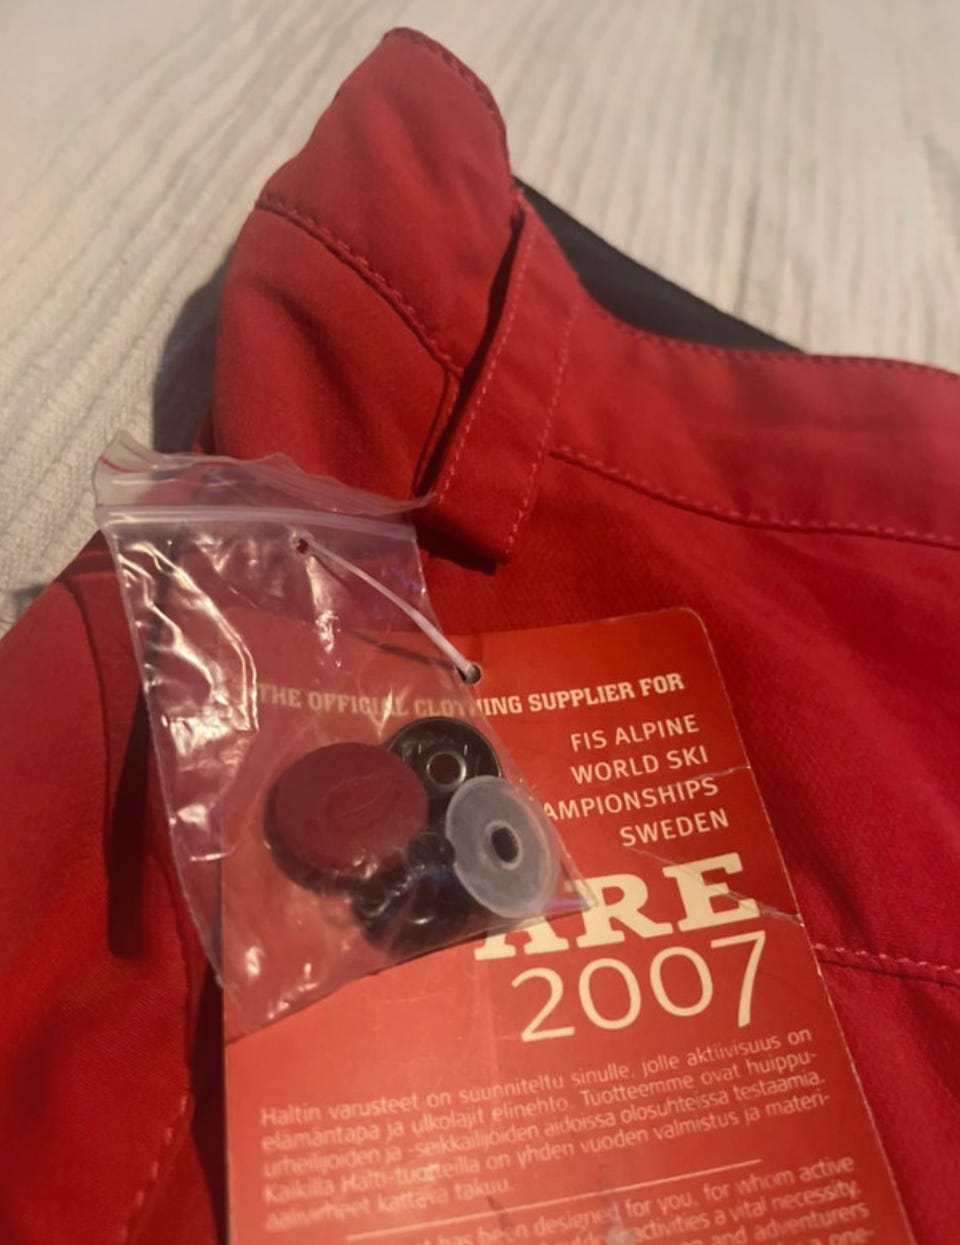 THE OFFICIAL CLOTHING SUPPLIER FOR
FIS ALPINE
WORLD SKI
AMPIONSHIPS
SWEDEN
ÅRE
2007
Haltin varusteet on suunniteltu sinulle, jolle aktiivisuus on
elämäntapa ja ulkolajit elinehto. Tuotteemme ovat huippu-
urheilijoiden ja -seikkailijoiden aidoissa olosuhteissa testaamia.
Kaikilla Halti-tuotteilla on yhden vuoden valmistus ja materi-
aalivirheet kattava takuu.
has been designed for you, for whom active
activities a vital necessity.
and adventurers
a one-